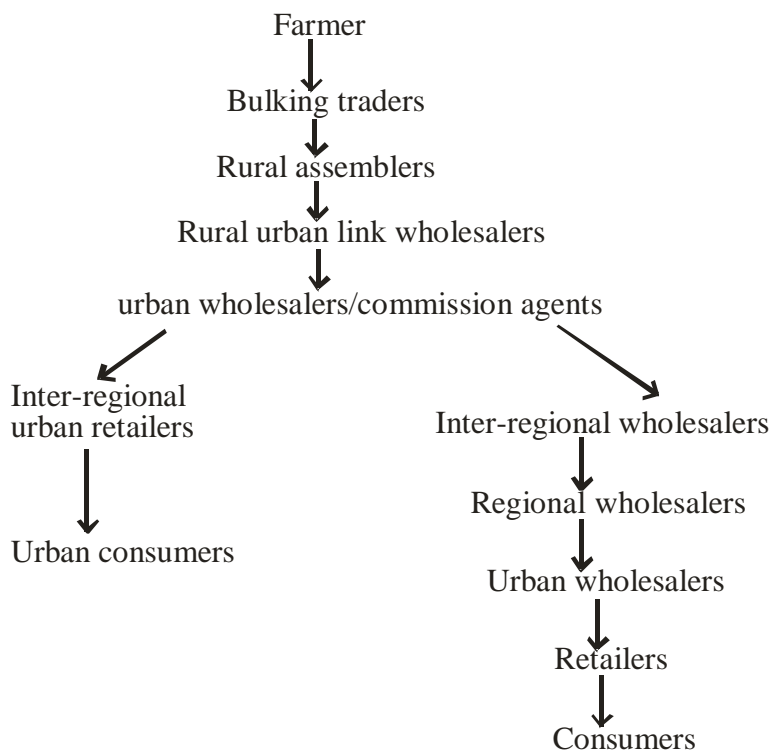 Farmer
Bulking traders
Rural assemblers
Rural urban link wholesalers
urban wholesalers/commission agents
Inter-regional
urban retailers
Urban consumers
Inter-regional wholesalers
Regional wholesalers
Urban wholesalers
Retailers
Consumers